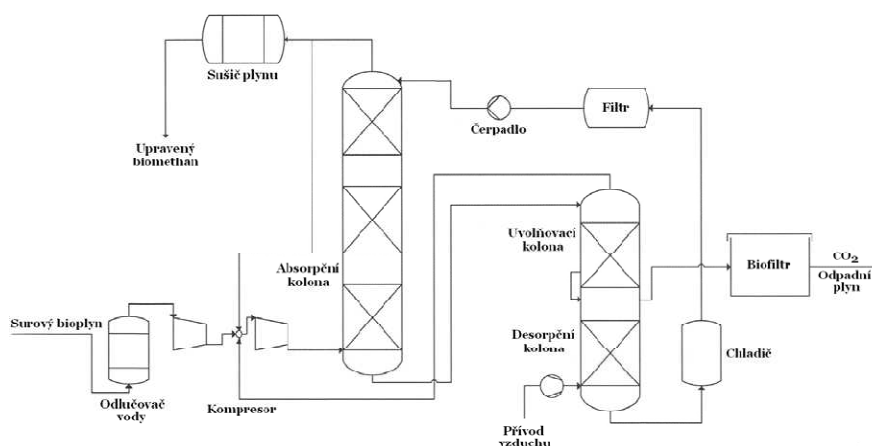 Sušič plynu
Upravený
biomethan
Čerpadlo
Filtr
Absorpční
kolona
Uvolňovací
kolona
Biofiltr
CO2
Odpadní
plyn
Surový bioplyn
Odlučovač
vody
Kompresor
Desorpční
kolona
Chladič
Přívod
vzduchu